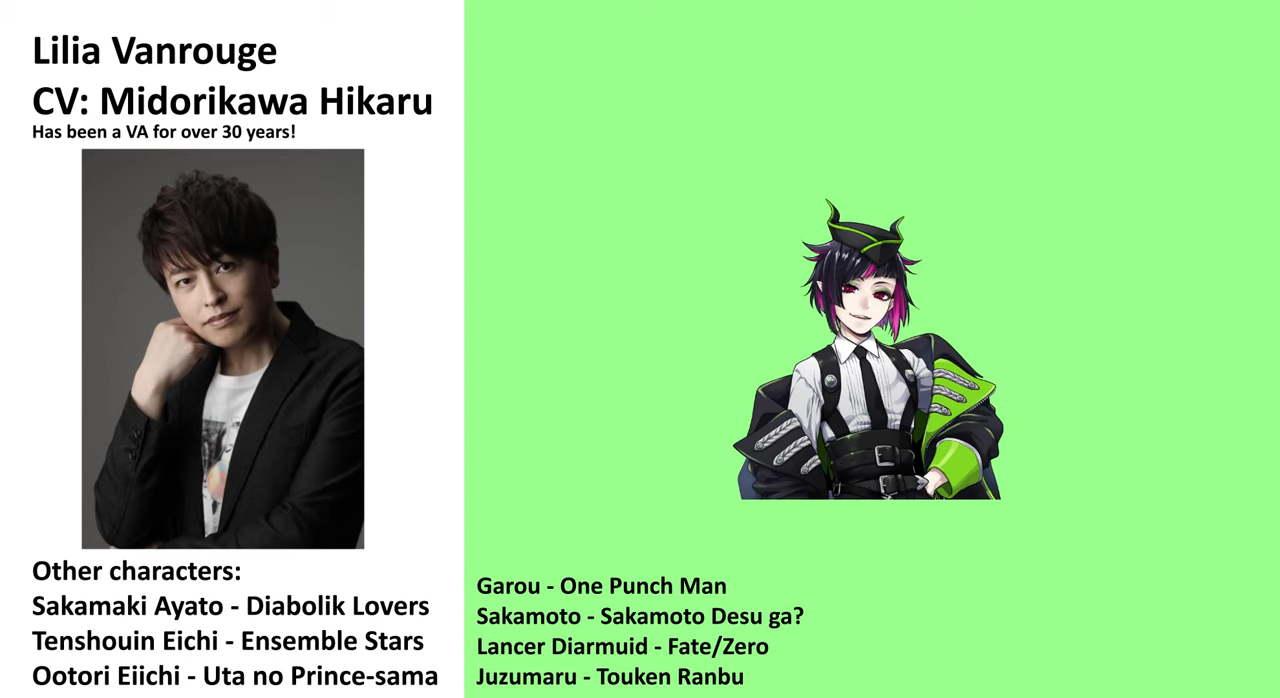 Lilia Vanrouge
CV: Midorikawa Hikaru
Has been a VA for over 30 years!
Other characters:
Sakamaki Ayato - Diabolik Lovers
Tenshouin Eichi - Ensemble Stars
Ootori Eiichi - Uta no Prince-sama
Garou - One Punch Man
Sakamoto - Sakamoto Desu ga?
Lancer Diarmuid - Fate/Zero
Juzumaru - Touken Ranbu